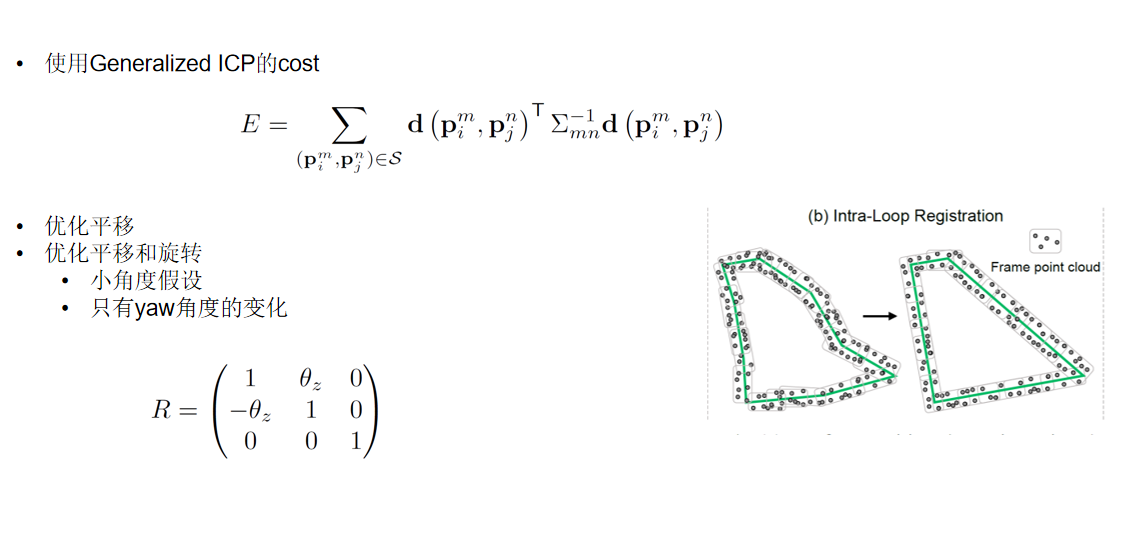 • 使用Generalized ICP的cost
E = ∑_{(p_i^m, p_j^n)∈S} d(p_i^m, p_j^n)^T Σ_{mn}^{-1} d(p_i^m, p_j^n)
• 优化平移
• 优化平移和旋转
• 小角度假设
• 只有yaw角度的变化
(b) Intra-Loop Registration
Frame point cloud
R = ( 1 θ_z 0
-θ_z 1 0
0 0 1 )